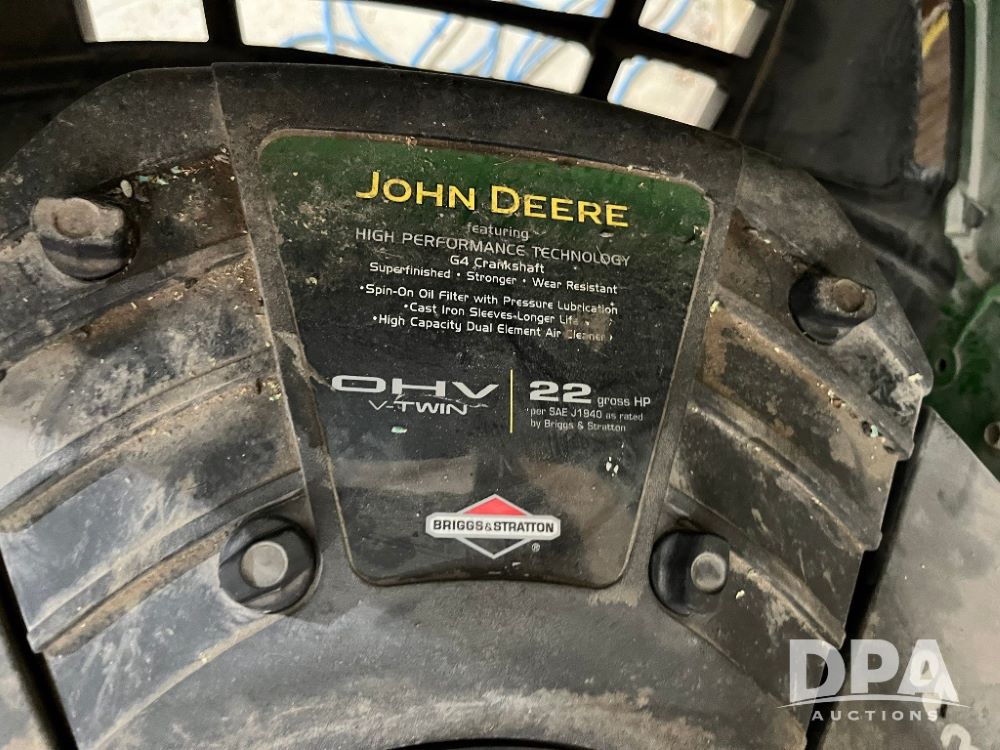 JOHN DEERE
featuring
HIGH PERFORMANCE TECHNOLOGY
G4 Crankshaft
Superfinished • Stronger • Wear Resistant
•Spin-On Oil Filter with Pressure Lubrication
•Cast Iron Sleeves-Longer Life
•High Capacity Dual Element Air Cleaner
OHV
V-TWIN
22 gross HP
per SAE J1940 as rated
by Briggs & Stratton
BRIGGS&STRATTON
®
DPA
AUCTIONS